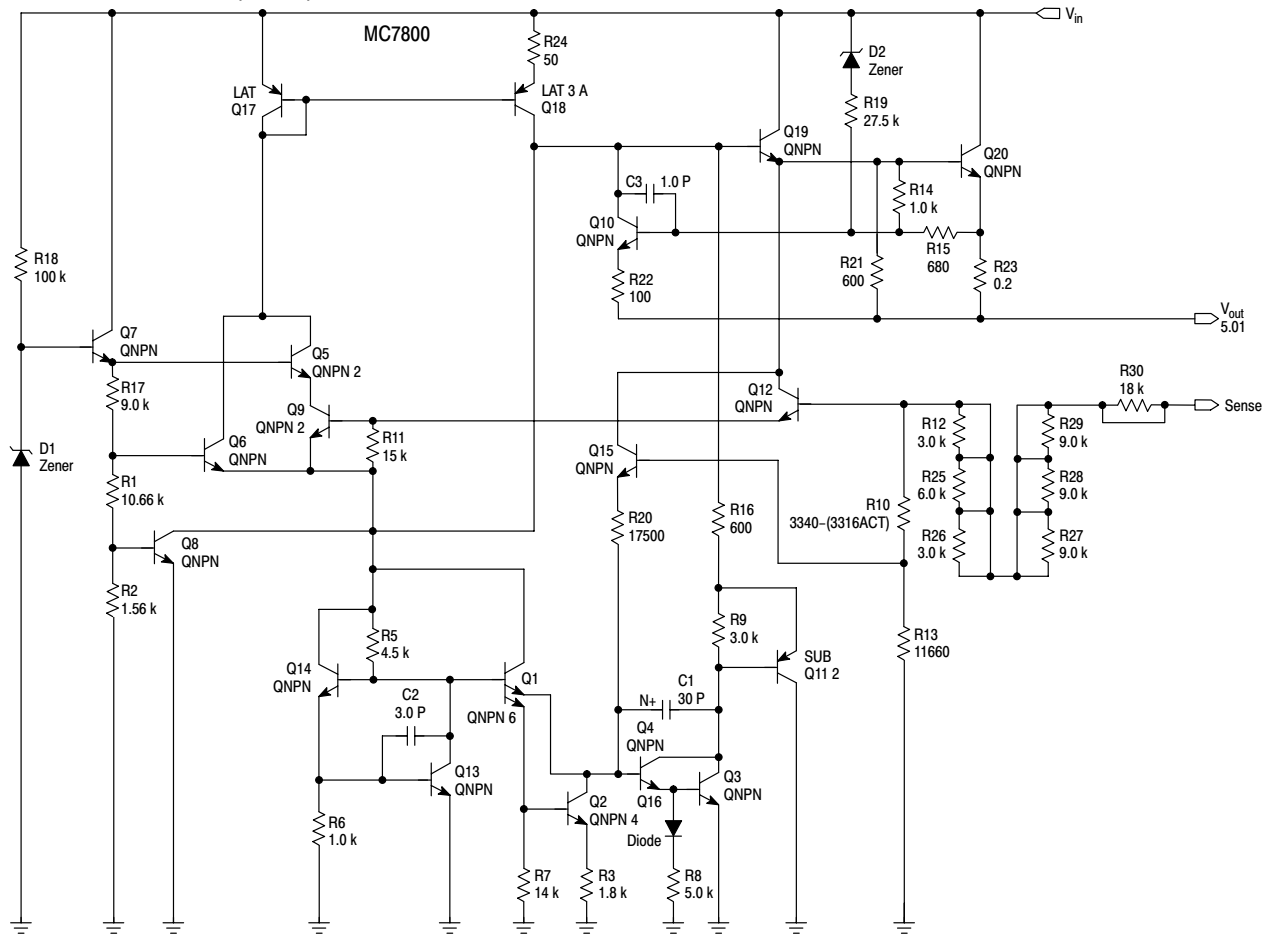 MC7800
Vin
R24
50
D2
Zener
LAT
Q17
LAT 3 A
Q18
R19
27.5 k
Q19
QNPN
Q20
QNPN
C3
1.0 P
R14
1.0 k
Q10
QNPN
R18
100 k
R15
680
R21
600
R23
0.2
R22
100
Vout
5.01
Q7
QNPN
Q5
QNPN 2
R17
9.0 k
Q12
QNPN
R30
18 k
Sense
Q9
QNPN 2
R12
3.0 k
R29
9.0 k
D1
Zener
Q6
QNPN
R11
15 k
Q15
QNPN
R1
10.66 k
R25
6.0 k
R28
9.0 k
R10
3340–(3316ACT)
R20
17500
R16
600
R26
3.0 k
R27
9.0 k
Q8
QNPN
R2
1.56 k
R9
3.0 k
R13
11660
R5
4.5 k
SUB
Q11 2
Q14
QNPN
Q1
QNPN 6
C2
3.0 P
C1
30 P
N+
Q4
QNPN
Q13
QNPN
Q2
QNPN 4
Q16
Q3
QNPN
R6
1.0 k
Diode
R7
14 k
R3
1.8 k
R8
5.0 k